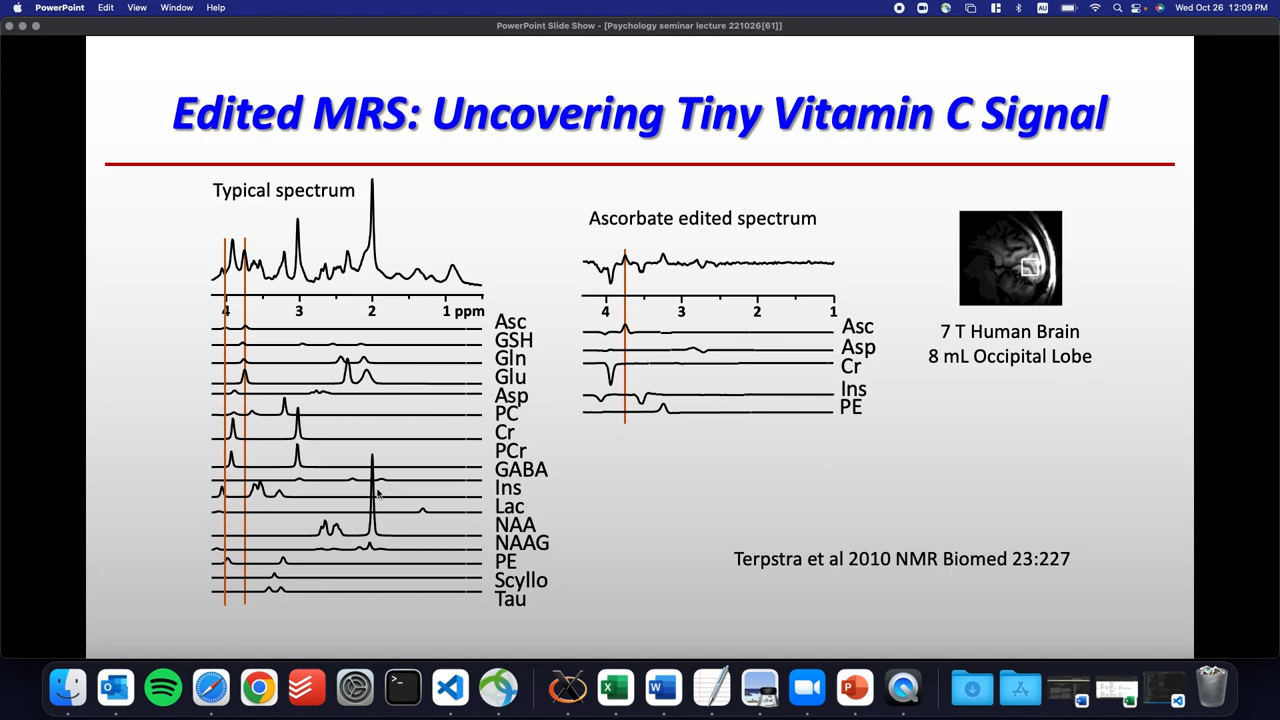 PowerPoint Edit View Window Help
AU
Wed Oct 26 12:09 PM
PowerPoint Slide Show - [Psychology seminar lecture 221026[61]]
Edited MRS: Uncovering Tiny Vitamin C Signal
Typical spectrum
4 3 2 1 ppm
Asc
GSH
Gln
Glu
Asp
PC
Cr
PCr
GABA
Ins
Lac
NAA
NAAG
PE
Scyllo
Tau
Ascorbate edited spectrum
4 3 2 1
Asc
Asp
Cr
Ins
PE
7 T Human Brain
8 mL Occipital Lobe
Terpstra et al 2010 NMR Biomed 23:227